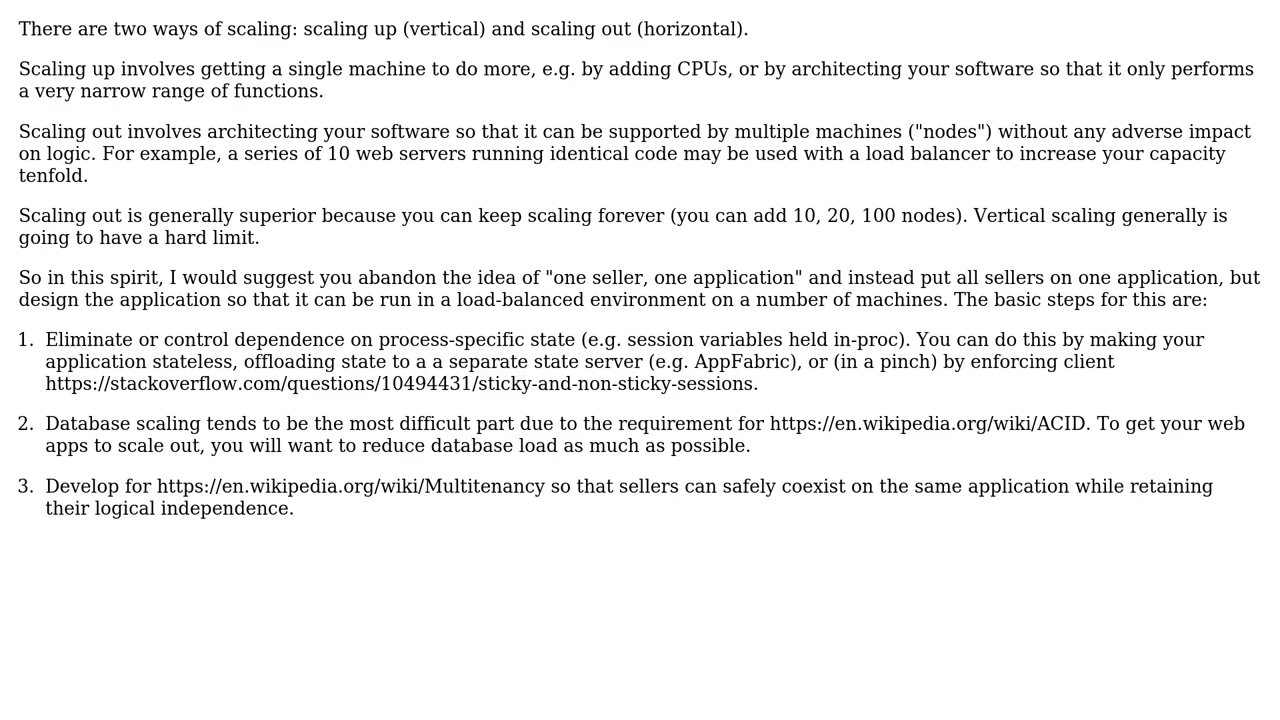 There are two ways of scaling: scaling up (vertical) and scaling out (horizontal).
Scaling up involves getting a single machine to do more, e.g. by adding CPUs, or by architecting your software so that it only performs
a very narrow range of functions.
Scaling out involves architecting your software so that it can be supported by multiple machines ("nodes") without any adverse impact
on logic. For example, a series of 10 web servers running identical code may be used with a load balancer to increase your capacity
tenfold.
Scaling out is generally superior because you can keep scaling forever (you can add 10, 20, 100 nodes). Vertical scaling generally is
going to have a hard limit.
So in this spirit, I would suggest you abandon the idea of "one seller, one application" and instead put all sellers on one application, but
design the application so that it can be run in a load-balanced environment on a number of machines. The basic steps for this are:
1. Eliminate or control dependence on process-specific state (e.g. session variables held in-proc). You can do this by making your
application stateless, offloading state to a a separate state server (e.g. AppFabric), or (in a pinch) by enforcing client
https://stackoverflow.com/questions/10494431/sticky-and-non-sticky-sessions.
2. Database scaling tends to be the most difficult part due to the requirement for https://en.wikipedia.org/wiki/ACID. To get your web
apps to scale out, you will want to reduce database load as much as possible.
3. Develop for https://en.wikipedia.org/wiki/Multitenancy so that sellers can safely coexist on the same application while retaining
their logical independence.